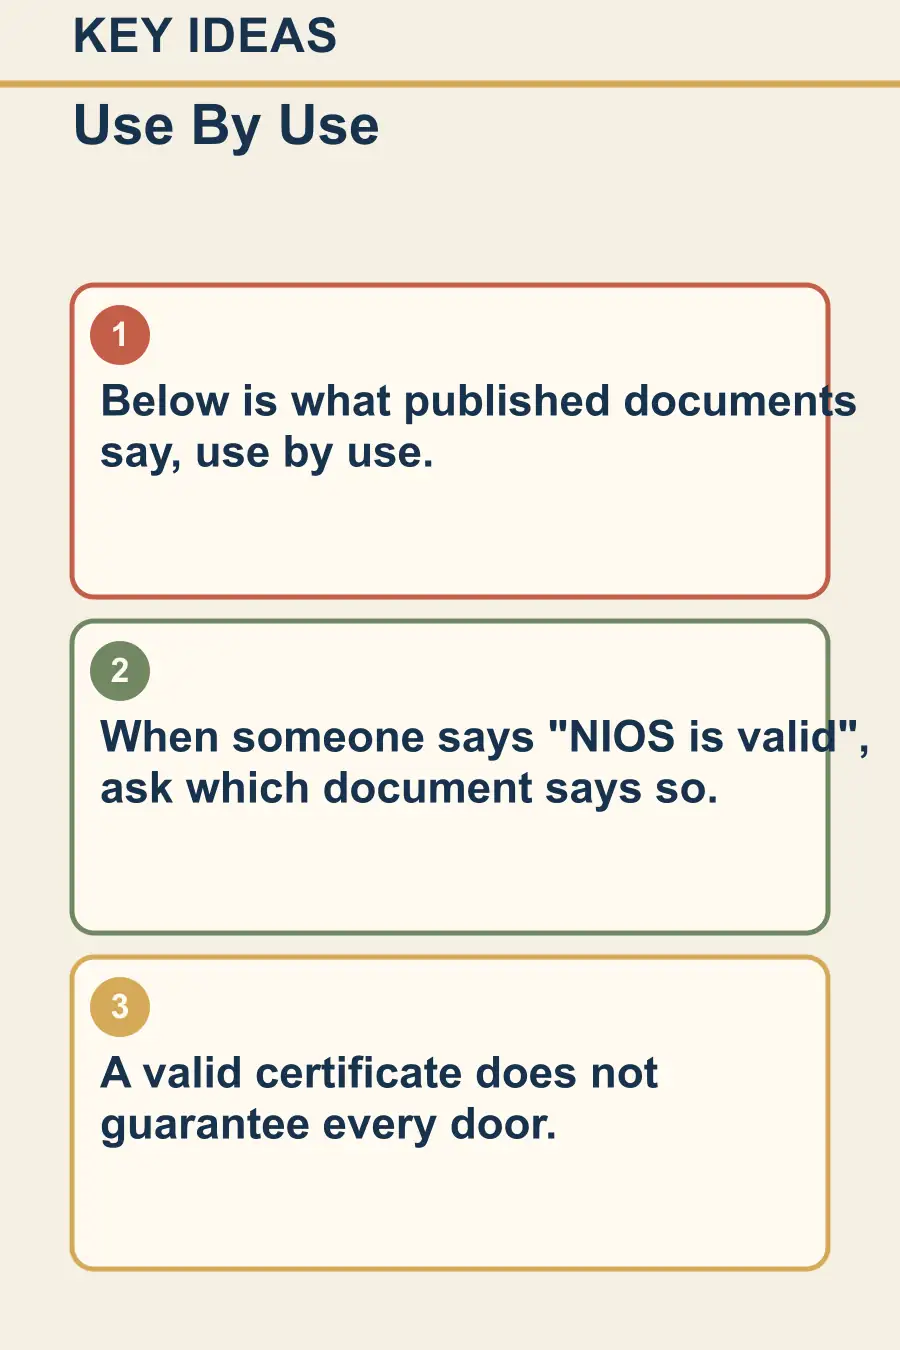 KEY IDEAS
Use By Use
1
Below is what published documents
say, use by use.
2
When someone says "NIOS is valid",
ask which document says so.
3
A valid certificate does not
guarantee every door.